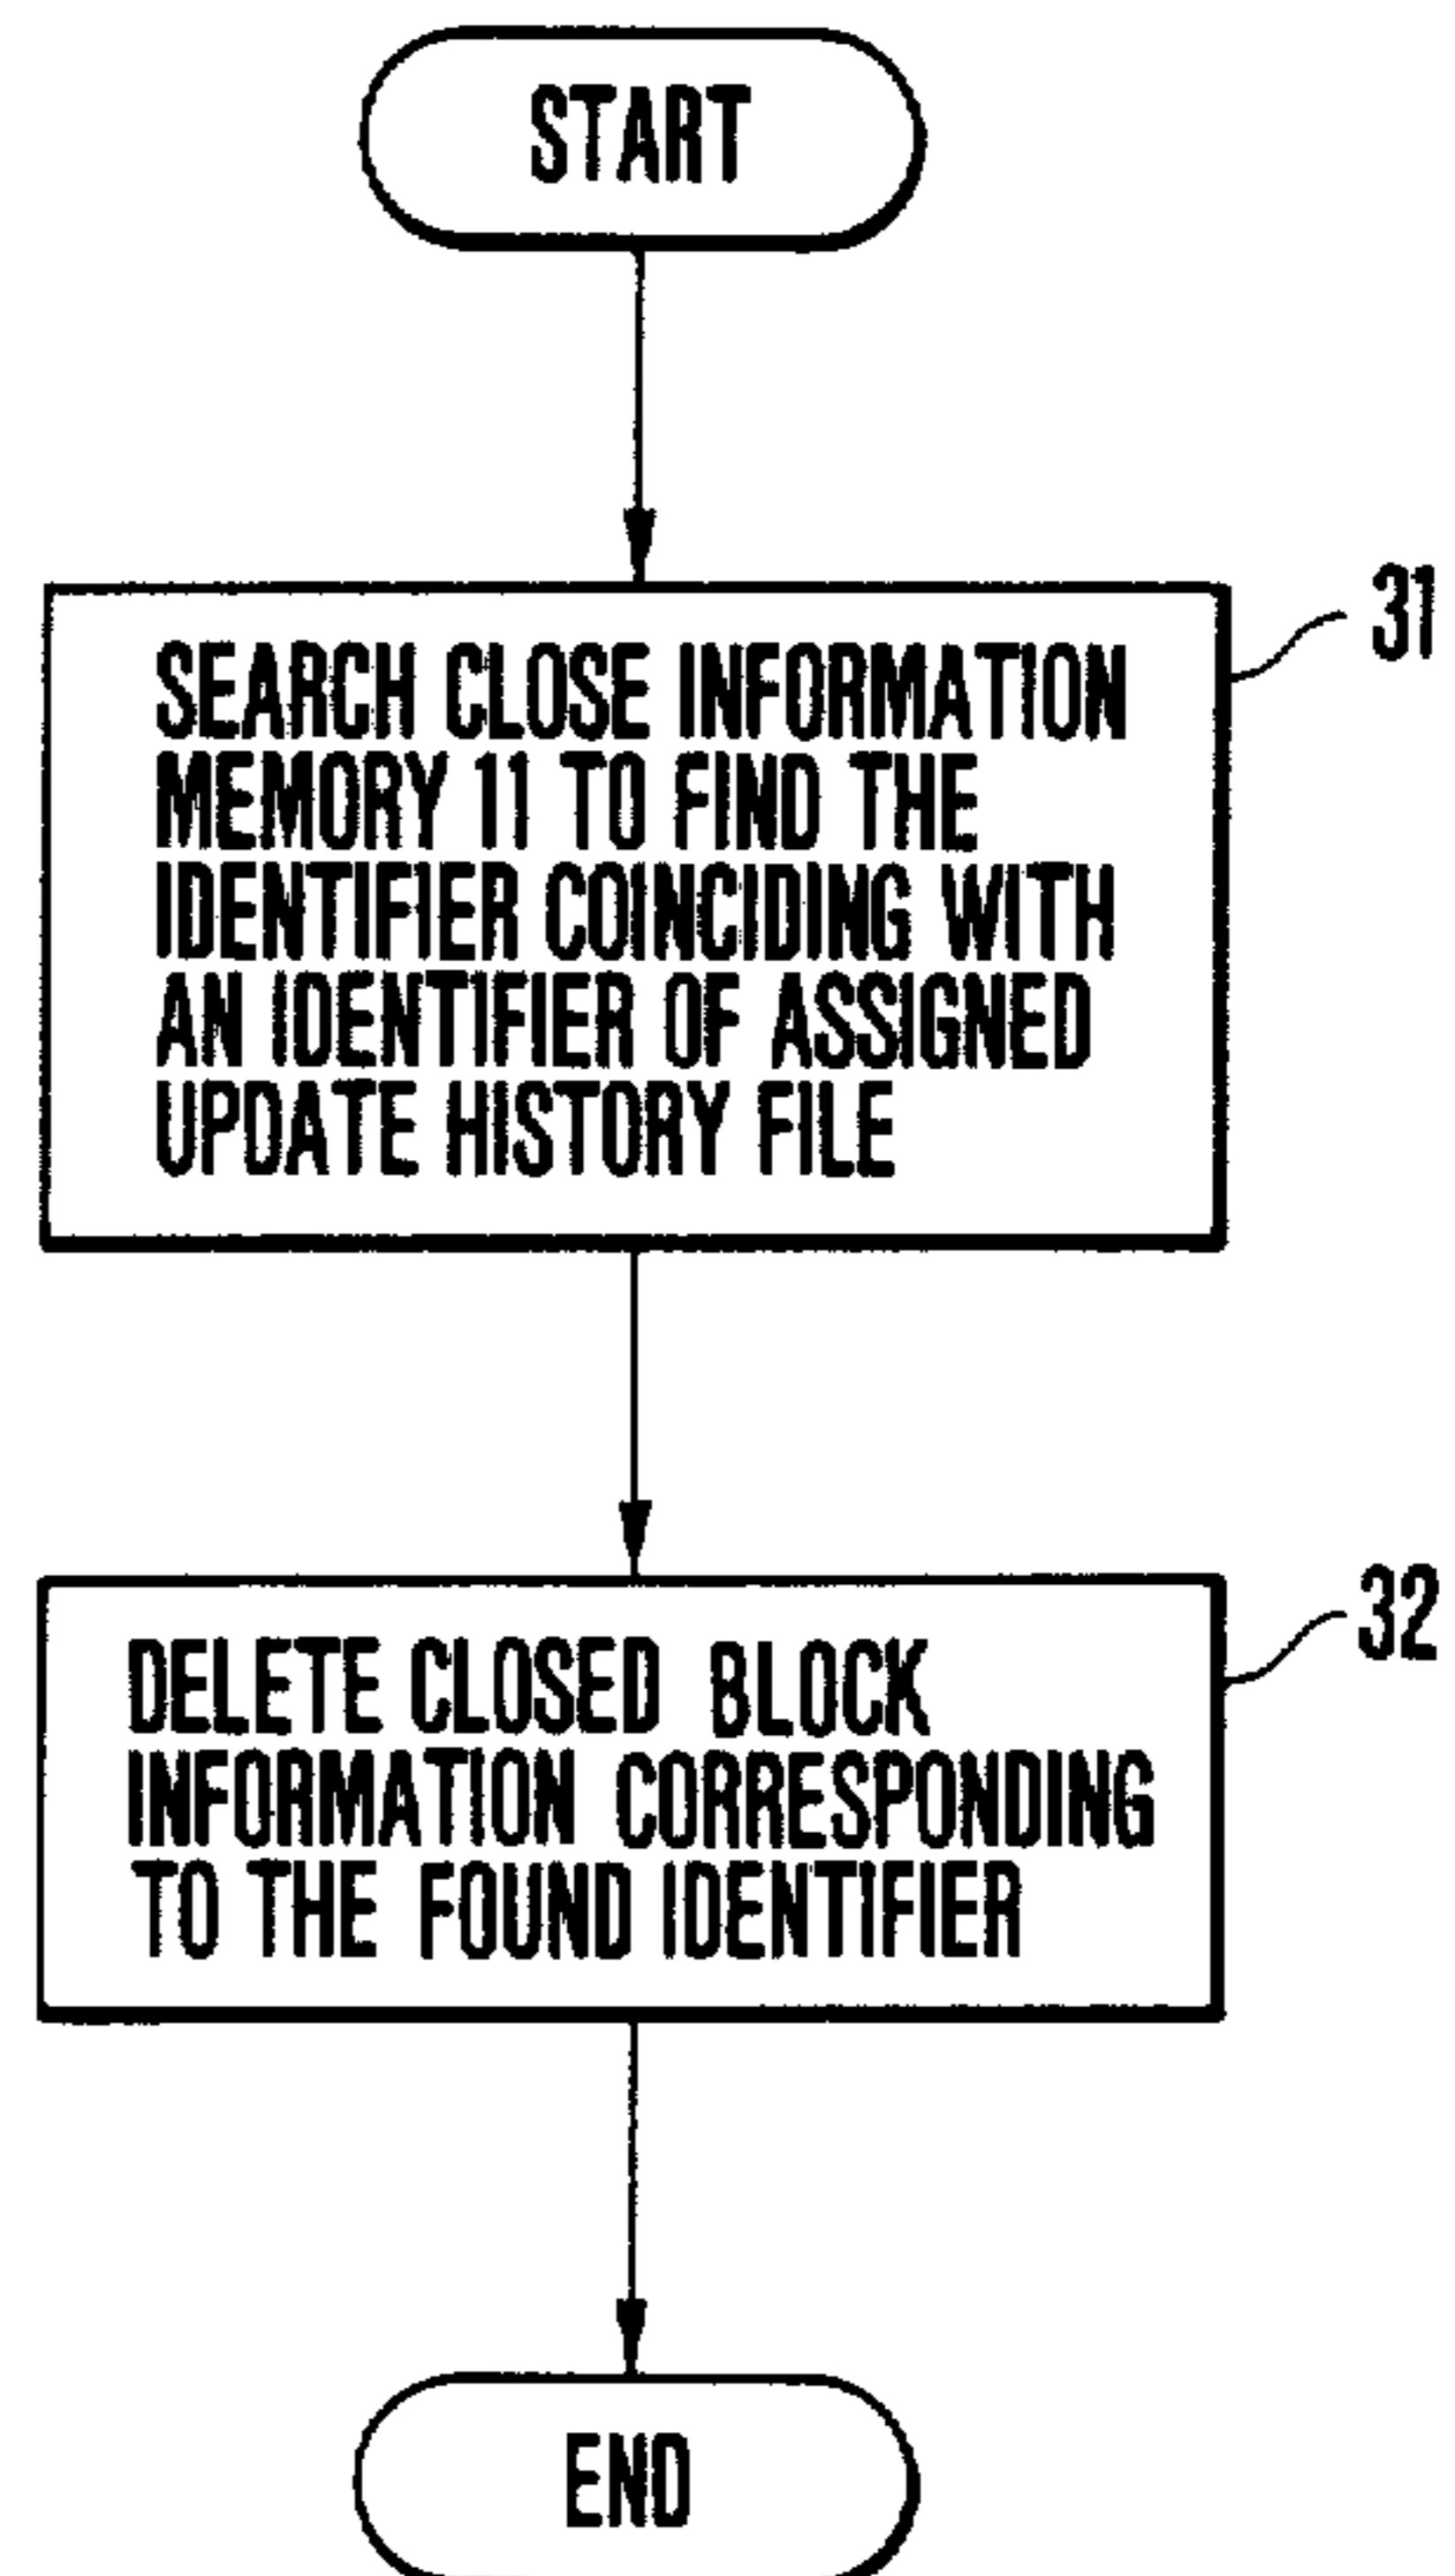 START
31
SEARCH CLOSE INFORMATION
MEMORY 11 TO FIND THE
IDENTIFIER COINCIDING WITH
AN IDENTIFIER OF ASSIGNED
UPDATE HISTORY FILE
32
DELETE CLOSED BLOCK
INFORMATION CORRESPONDING
TO THE FOUND IDENTIFIER
END